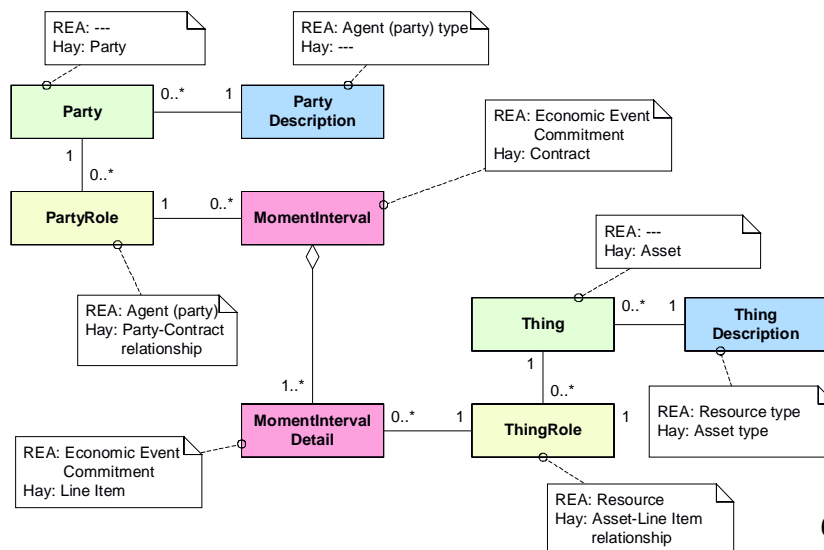 REA: ---
Hay: Party
REA: Agent (party) type
Hay: ---
Party
0..*
1
Party
Description
REA: Economic Event
Commitment
Hay: Contract
1
0..*
PartyRole
1
0..*
MomentInterval
REA: ---
Hay: Asset
REA: Agent (party)
Hay: Party-Contract
relationship
Thing
0..*
1
Thing
Description
1
0..*
1..*
MomentInterval
Detail
0..*
1
ThingRole
1
REA: Resource type
Hay: Asset type
REA: Economic Event
Commitment
Hay: Line Item
REA: Resource
Hay: Asset-Line Item
relationship